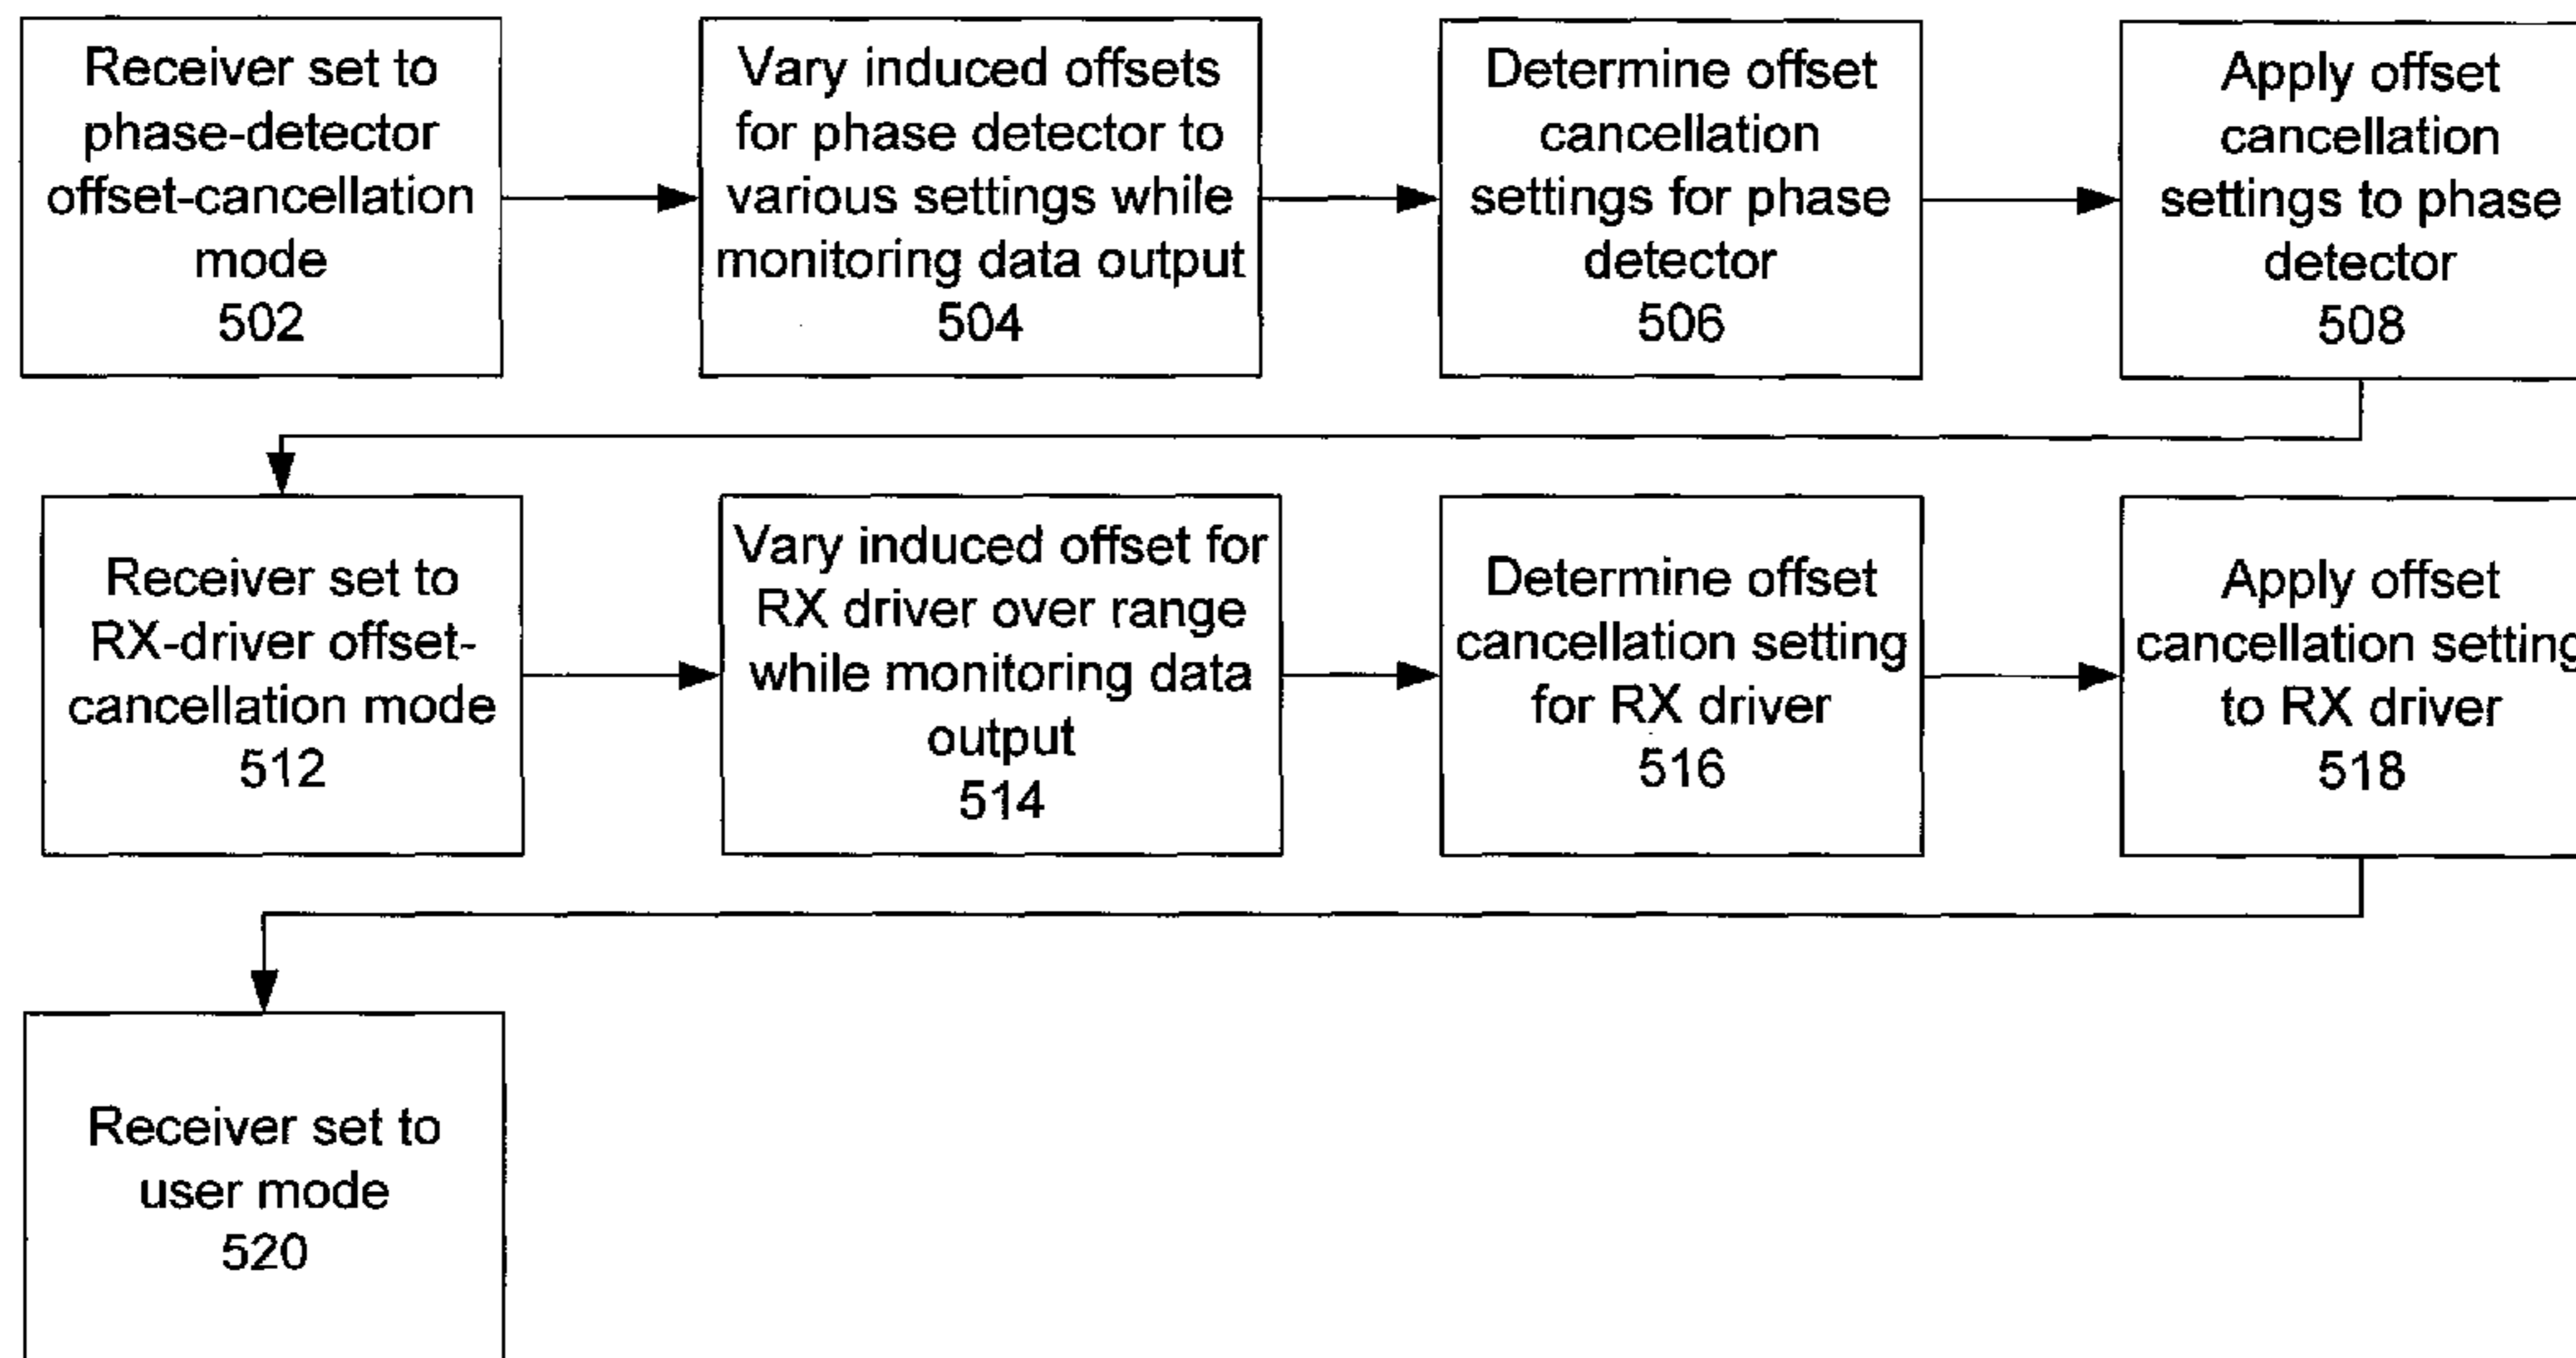 Receiver set to
phase-detector
offset-cancellation
mode
502
Vary induced offsets
for phase detector to
various settings while
monitoring data output
504
Determine offset
cancellation
settings for phase
detector
506
Apply offset
cancellation
settings to phase
detector
508
Receiver set to
RX-driver offset-
cancellation mode
512
Vary induced offset for
RX driver over range
while monitoring data
output
514
Determine offset
cancellation setting
for RX driver
516
Apply offset
cancellation setting
to RX driver
518
Receiver set to
user mode
520